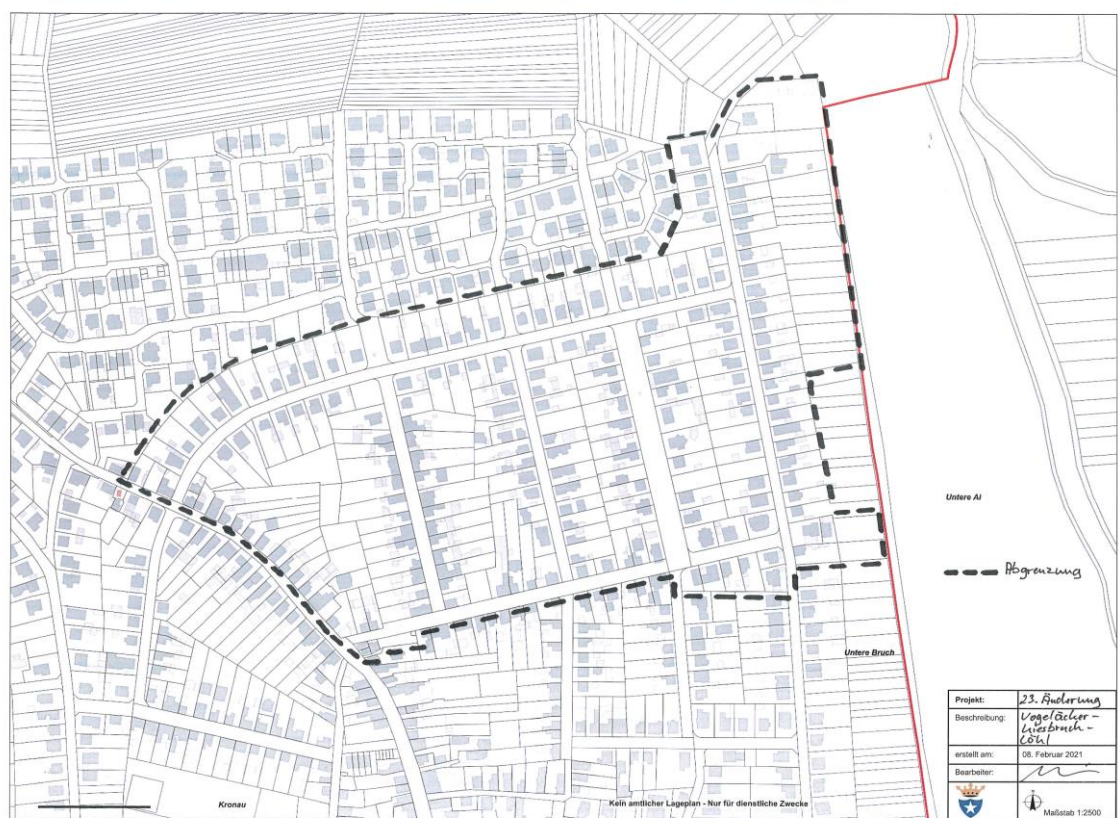 Untere Al
Abgrenzung
Untere Bruch
Projekt: 23. Änderung
Beschreibung: Vogeläcker -
Löhl
erstellt am: 08. Februar 2021
Bearbeiter:
Kronau
Kein amtlicher Lageplan - Nur für dienstliche Zwecke
Maßstab 1:2500